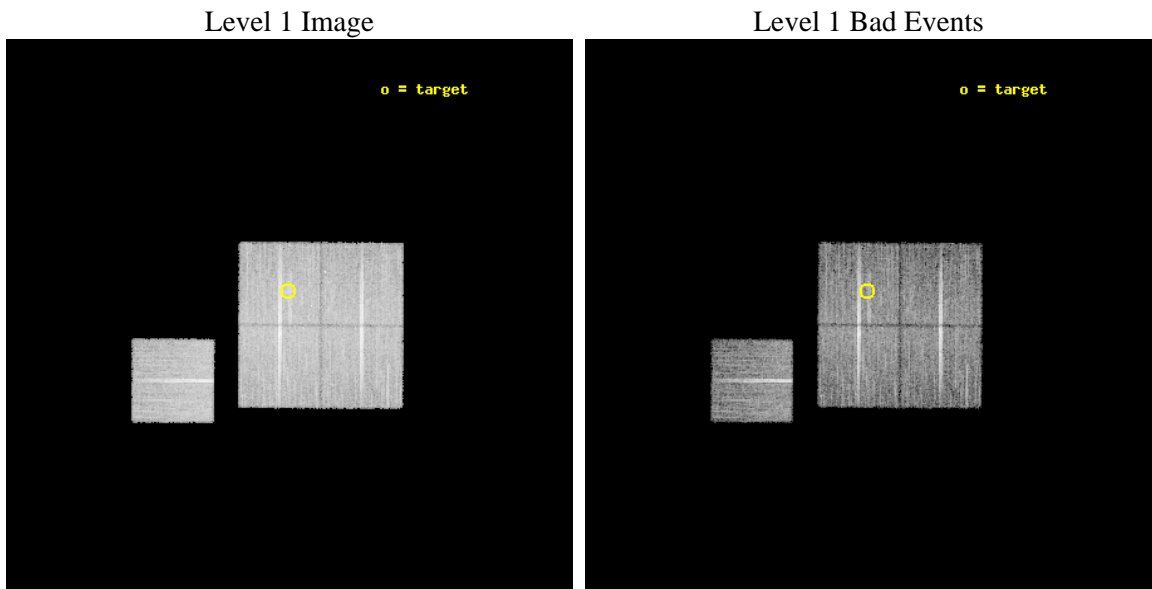 Level 1 Image
Level 1 Bad Events
o = target
o = target